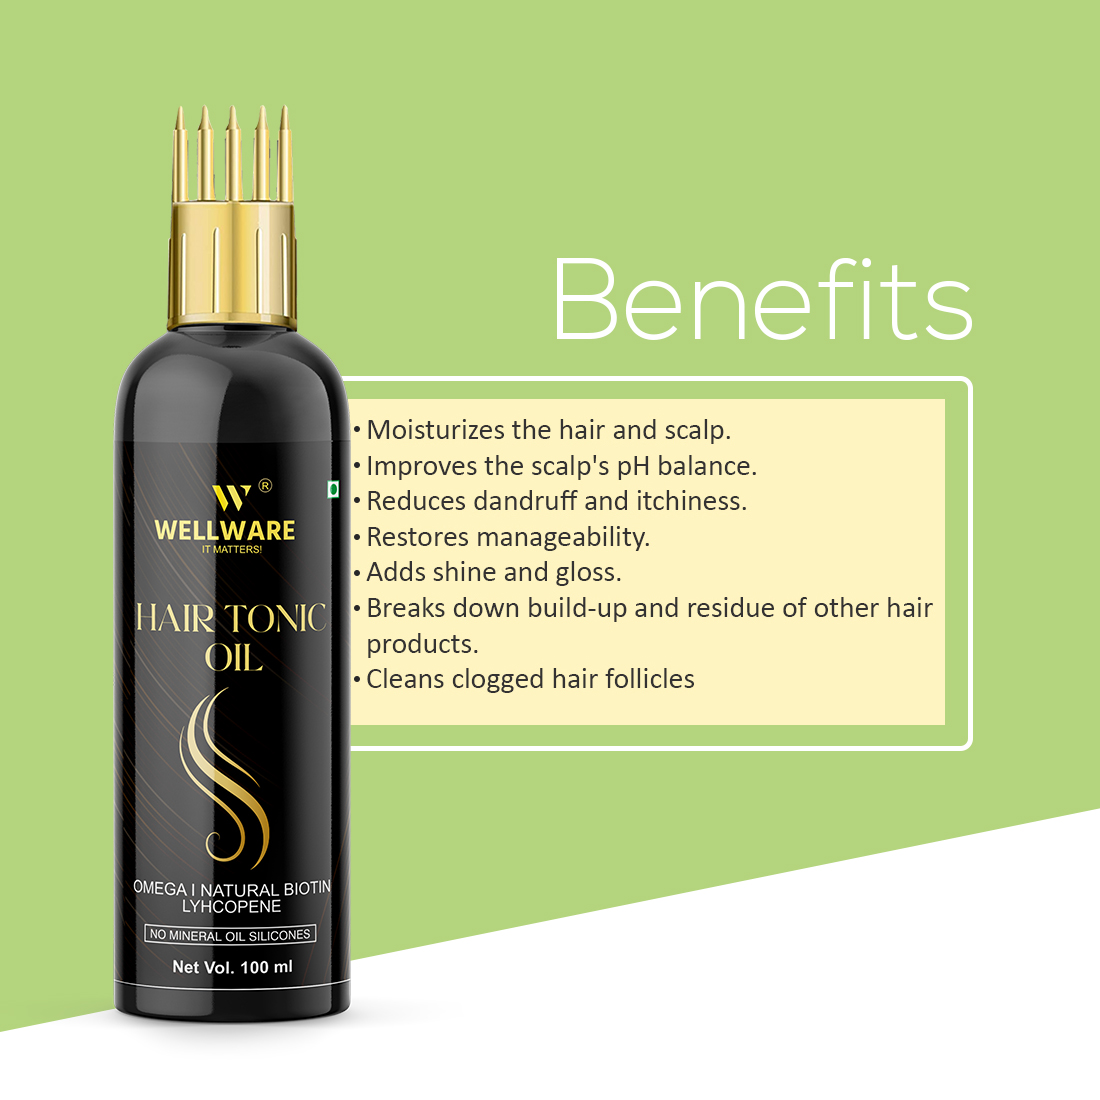 Benefits
• Moisturizes the hair and scalp.
• Improves the scalp's pH balance.
• Reduces dandruff and itchiness.
• Restores manageability.
• Adds shine and gloss.
• Breaks down build-up and residue of other hair
products.
• Cleans clogged hair follicles
W ®
WELLWARE
IT MATTERS!
HAIR TONIC
OIL
OMEGA I NATURAL BIOTIN
LYHCOPENE
NO MINERAL OIL SILICONES
Net Vol. 100 ml